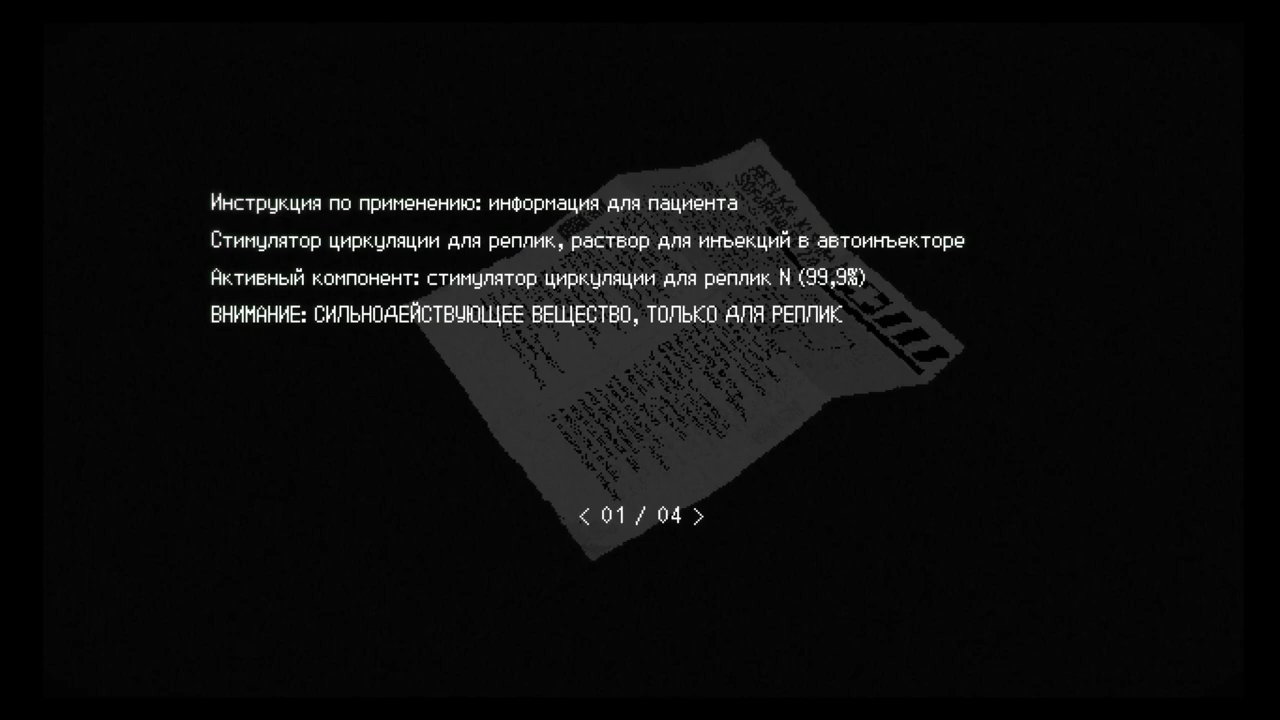 Инструкция по применению: информация для пациента
Стимулятор циркуляции для реплик, раствор для инъекций в автоинъекторе
Активный компонент: стимулятор циркуляции для реплик N (99,9%)
ВНИМАНИЕ: СИЛЬНОДЕЙСТВУЮЩЕЕ ВЕЩЕСТВО, ТОЛЬКО ДЛЯ РЕПЛИК
< 01 / 04 >